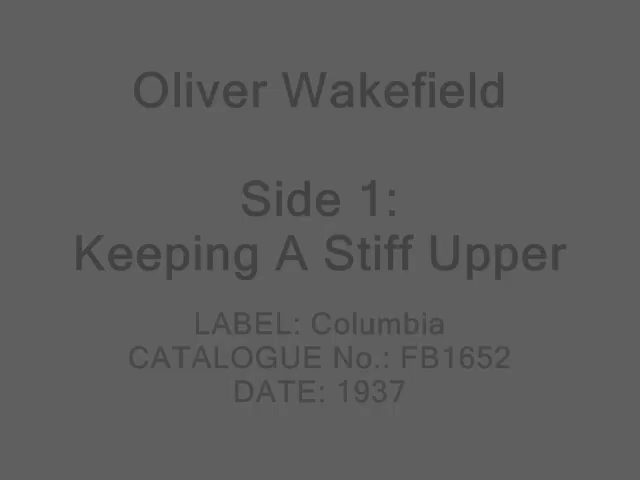 Oliver Wakefield
Side 1:
Keeping A Stiff Upper
LABEL: Columbia
CATALOGUE No.: FB1652
DATE: 1937